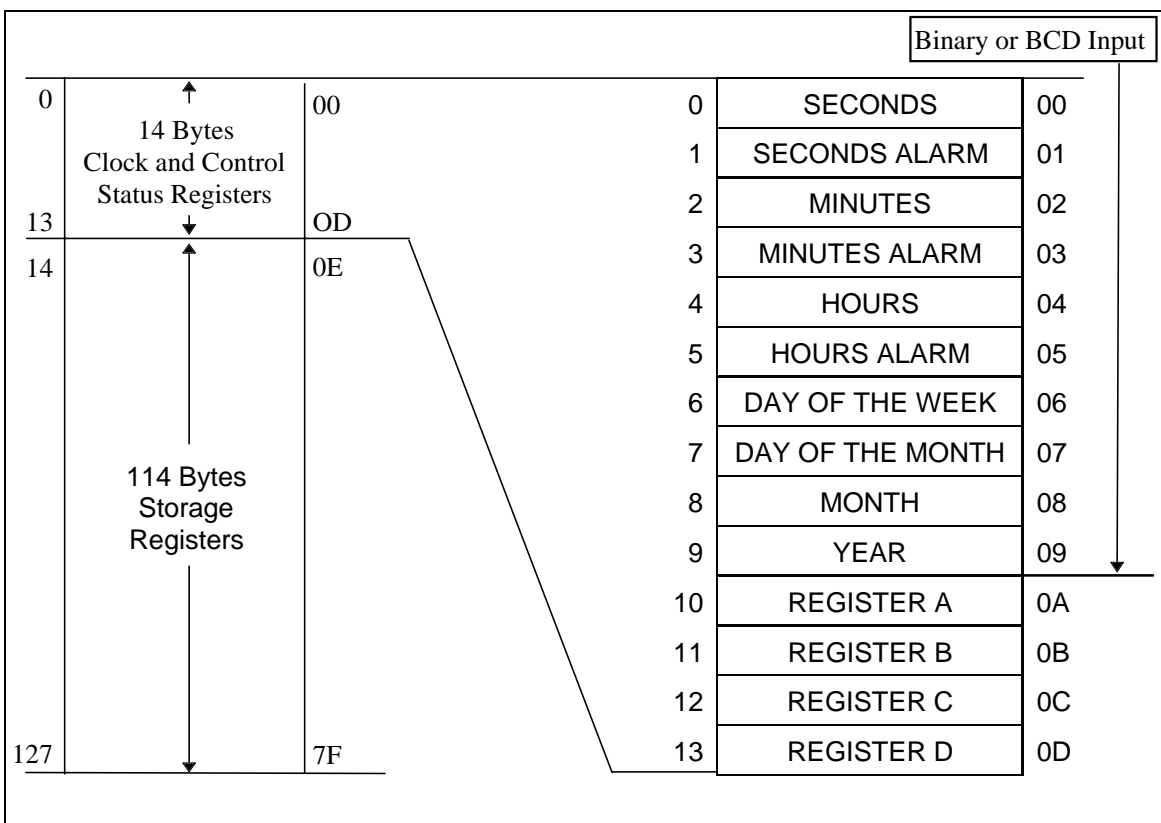 Binary or BCD Input
0 00
14 Bytes
Clock and Control
Status Registers
13 OD
14 0E
114 Bytes
Storage
Registers
127 7F
0 SECONDS 00
1 SECONDS ALARM 01
2 MINUTES 02
3 MINUTES ALARM 03
4 HOURS 04
5 HOURS ALARM 05
6 DAY OF THE WEEK 06
7 DAY OF THE MONTH 07
8 MONTH 08
9 YEAR 09
10 REGISTER A 0A
11 REGISTER B 0B
12 REGISTER C 0C
13 REGISTER D 0D